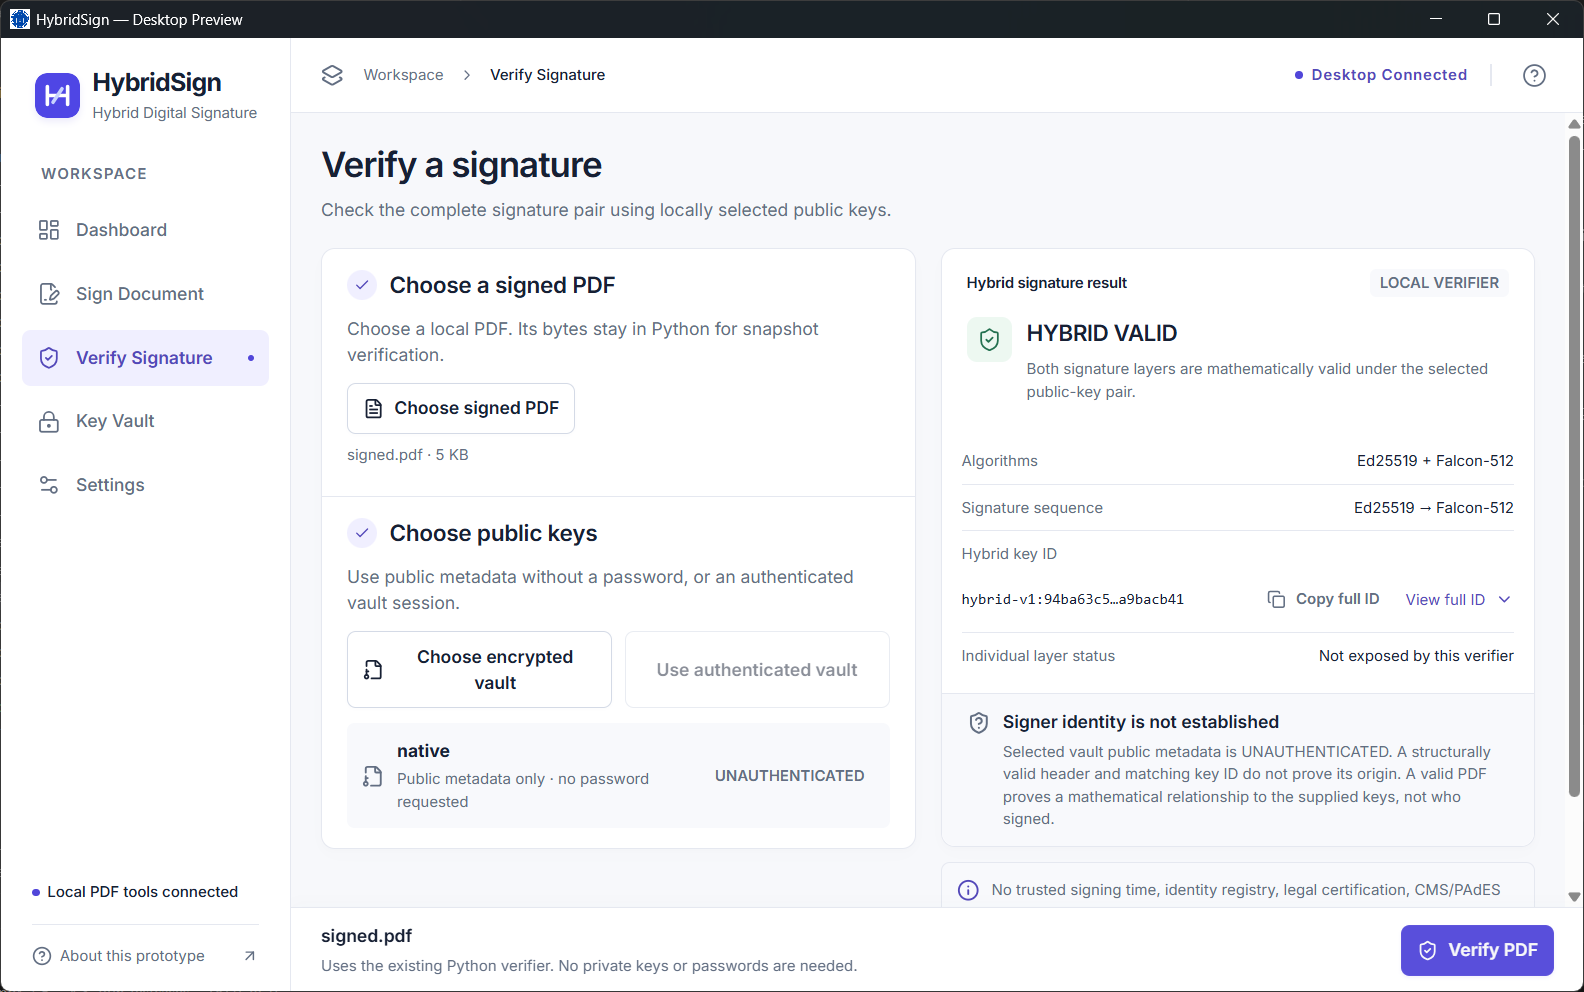 HybridSign — Desktop Preview
HybridSign
Hybrid Digital Signature
WORKSPACE
Dashboard
Sign Document
Verify Signature
Key Vault
Settings
Local PDF tools connected
About this prototype
Workspace
Verify Signature
Desktop Connected
Verify a signature
Check the complete signature pair using locally selected public keys.
Choose a signed PDF
Choose a local PDF. Its bytes stay in Python for snapshot
verification.
Choose signed PDF
signed.pdf · 5 KB
Choose public keys
Use public metadata without a password, or an authenticated
vault session.
Choose encrypted
vault
Use authenticated vault
native
Public metadata only · no password
requested
UNAUTHENTICATED
Hybrid signature result
LOCAL VERIFIER
HYBRID VALID
Both signature layers are mathematically valid under the selected
public-key pair.
Algorithms
Ed25519 + Falcon-512
Signature sequence
Ed25519 → Falcon-512
Hybrid key ID
hybrid-v1:94ba63c5…a9bacb41
Copy full ID
View full ID
Individual layer status
Not exposed by this verifier
Signer identity is not established
Selected vault public metadata is UNAUTHENTICATED. A structurally
valid header and matching key ID do not prove its origin. A valid PDF
proves a mathematical relationship to the supplied keys, not who
signed.
No trusted signing time, identity registry, legal certification, CMS/PAdES
signed.pdf
Uses the existing Python verifier. No private keys or passwords are needed.
Verify PDF